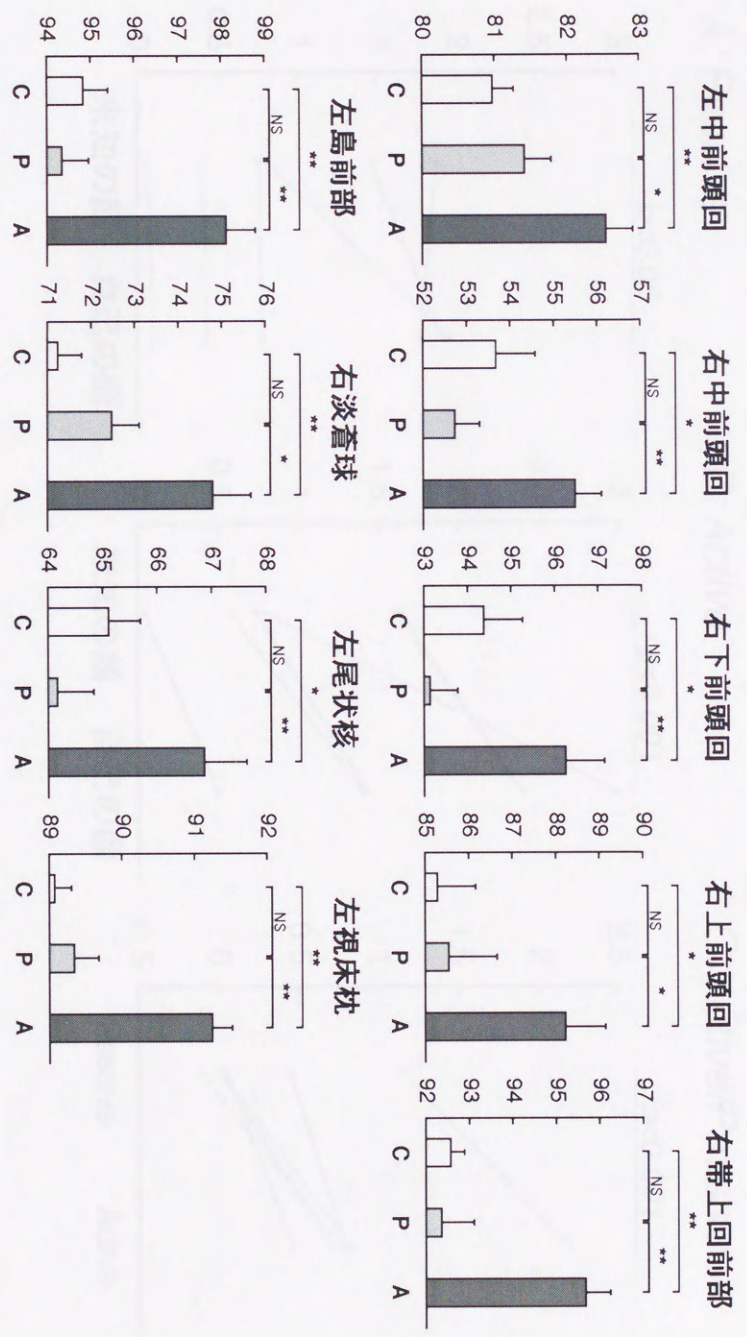 左中前頭回
**
NS *
83
82
81
80
C P A
右中前頭回
*
NS **
57
56
55
54
53
52
C P A
右下前頭回
*
NS **
98
97
96
95
94
93
C P A
右上前頭回
*
NS *
90
89
88
87
86
85
C P A
右帯上回前部
**
NS **
97
96
95
94
93
92
C P A
左島前部
**
NS **
99
98
97
96
95
94
C P A
右淡蒼球
**
NS *
76
75
74
73
72
71
C P A
左尾状核
*
NS **
68
67
66
65
64
C P A
左視床枕
**
NS **
92
91
90
89
C P A